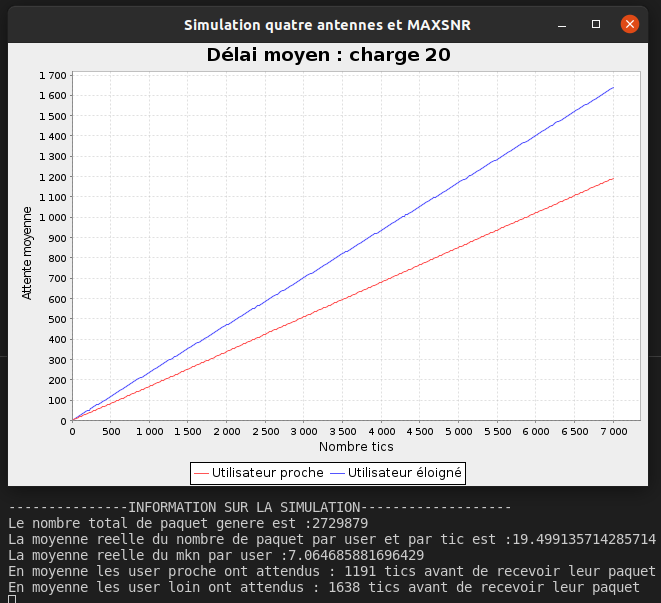 Simulation quatre antennes et MAXSNR
Délai moyen : charge 20
1 700
1 600
1 500
1 400
1 300
1 200
1 100
1 000
900
800
700
600
500
400
300
200
100
0
Attente moyenne
0 500 1 000 1 500 2 000 2 500 3 000 3 500 4 000 4 500 5 000 5 500 6 000 6 500 7 000
Nombre tics
Utilisateur proche Utilisateur éloigné
---------------INFORMATION SUR LA SIMULATION-------------------
Le nombre total de paquet genere est :2729879
La moyenne reelle du nombre de paquet par user et par tic est :19.499135714285714
La moyenne reelle du mkn par user :7.064685881696429
En moyenne les user proche ont attendus : 1191 tics avant de recevoir leur paquet
En moyenne les user loin ont attendus : 1638 tics avant de recevoir leur paquet